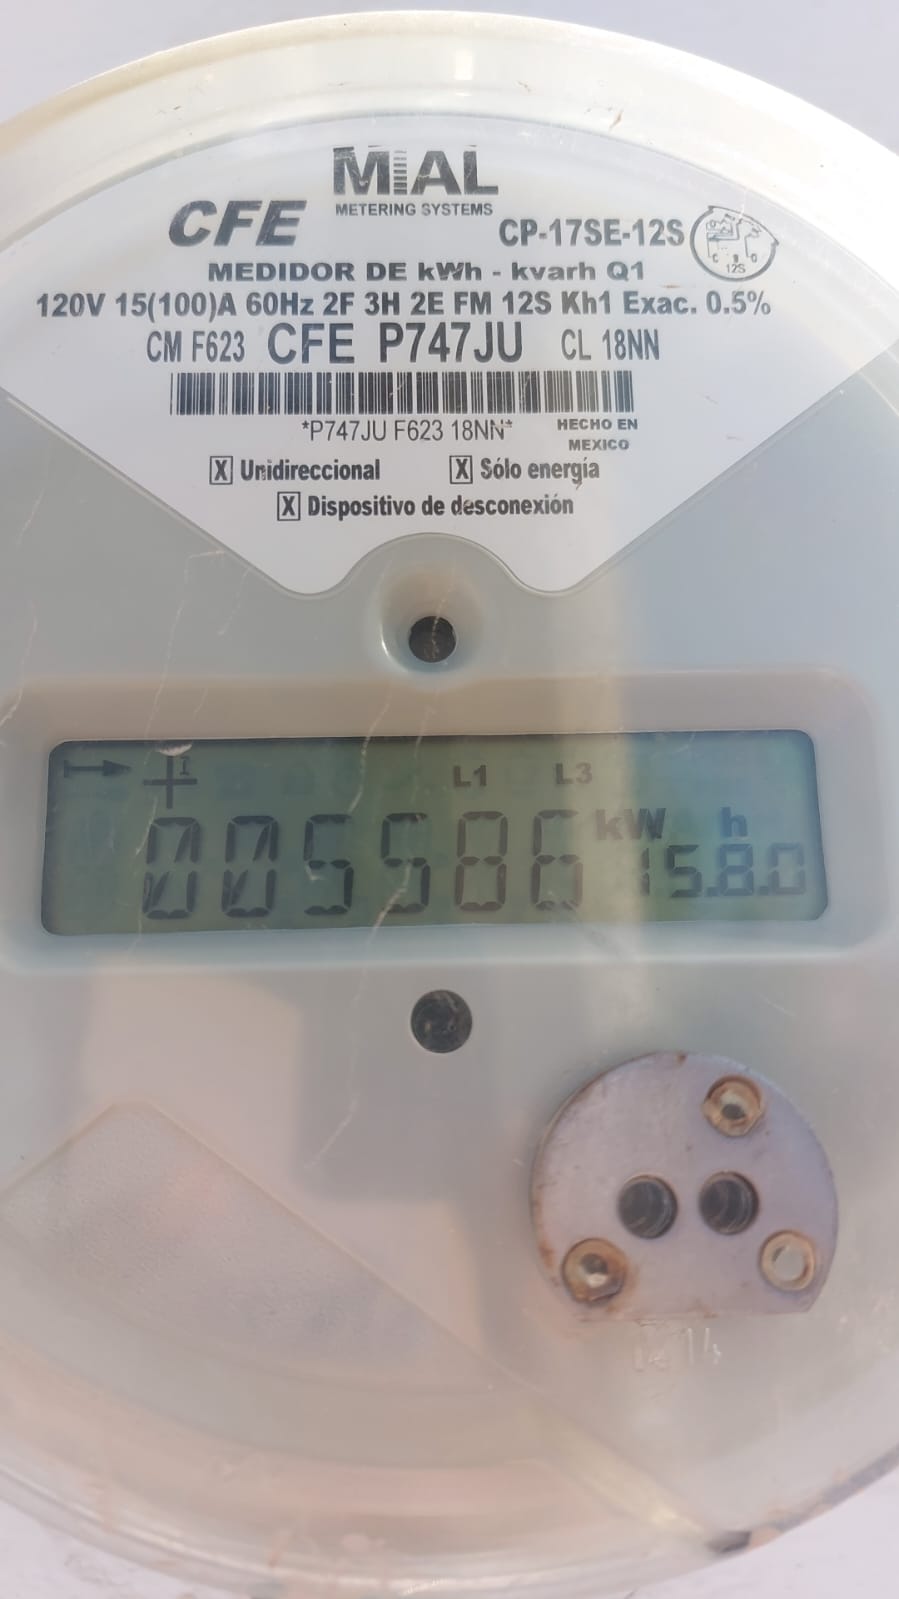 MIAL
METERING SYSTEMS
CFE
CP-17SE-12S
12S
MEDIDOR DE kWh - kvarh Q1
120V 15(100)A 60Hz 2F 3H 2E FM 12S Kh1 Exac. 0.5%
CM F623 CFE P747JU CL 18NN
*P747JU F623 18NN*
HECHO EN
MEXICO
X Unidireccional X Sólo energía
X Dispositivo de desconexión
L1 L3
005586 kW h 15.8.0